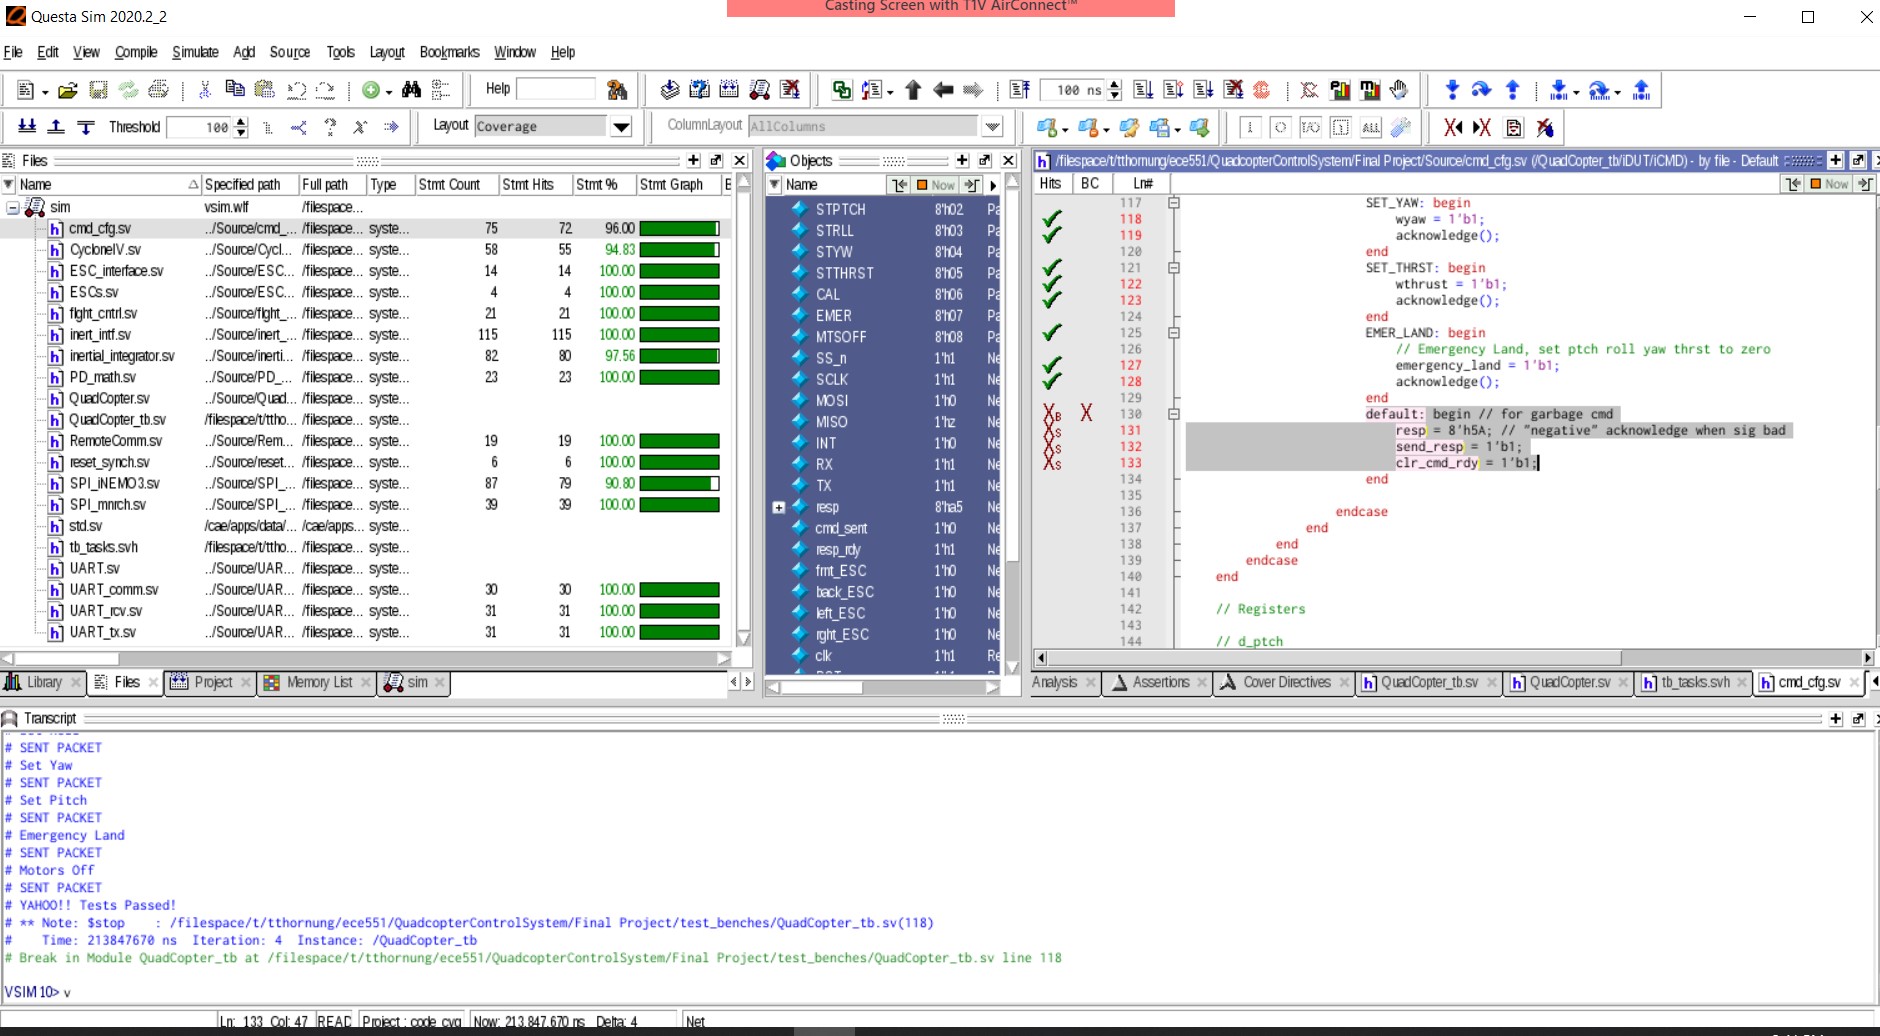 Casting Screen with T1V AirConnect™
Questa Sim 2020.2_2
File Edit View Compile Simulate Add Source Tools Layout Bookmarks Window Help
Help 100 ns
Threshold 100 Layout Coverage ColumnLayout AllColumns
Files
Name Specified path Full path Type Stmt Count Stmt Hits Stmt % Stmt Graph
sim vsim.wlf /filespace...
cmd_cfg.sv ../Source/cmd_... /filespace... syste... 75 72 96.00
CycloneIV.sv ../Source/Cycl... /filespace... syste... 58 55 94.83
ESC_interface.sv ../Source/ESC... /filespace... syste... 14 14 100.00
ESCs.sv ../Source/ESC... /filespace... syste... 4 4 100.00
flght_cntrl.sv ../Source/flght_... /filespace... syste... 21 21 100.00
inert_intf.sv ../Source/inert_... /filespace... syste... 115 115 100.00
inertial_integrator.sv ../Source/inerti... /filespace... syste... 82 80 97.56
PD_math.sv ../Source/PD_... /filespace... syste... 23 23 100.00
QuadCopter.sv ../Source/Quad... /filespace... syste...
QuadCopter_tb.sv /filespace/t/ttho... /filespace... syste...
RemoteComm.sv ../Source/Rem... /filespace... syste... 19 19 100.00
reset_synch.sv ../Source/reset... /filespace... syste... 6 6 100.00
SPI_iNEMO3.sv ../Source/SPI_... /filespace... syste... 87 79 90.80
SPI_mnrch.sv ../Source/SPI_... /filespace... syste... 39 39 100.00
std.sv /cae/apps/data/... /cae/apps... syste...
tb_tasks.svh /filespace/t/ttho... /filespace... syste...
UART.sv ../Source/UAR... /filespace... syste...
UART_comm.sv ../Source/UAR... /filespace... syste... 30 30 100.00
UART_rcv.sv ../Source/UAR... /filespace... syste... 31 31 100.00
UART_tx.sv ../Source/UAR... /filespace... syste... 31 31 100.00
Library Files Project Memory List sim
Objects
Name Now
STPTCH 8'h02 Pa
STRLL 8'h03 Pa
STYW 8'h04 Pa
STTHRST 8'h05 Pa
CAL 8'h06 Pa
EMER 8'h07 Pa
MTSOFF 8'h08 Pa
SS_n 1'h1 Ne
SCLK 1'h1 Ne
MOSI 1'h0 Ne
MISO 1'hz Ne
INT 1'h0 Ne
RX 1'h1 Ne
TX 1'h1 Ne
resp 8'ha5 Ne
cmd_sent 1'h0 Ne
resp_rdy 1'h1 Ne
frnt_ESC 1'h0 Ne
back_ESC 1'h0 Ne
left_ESC 1'h0 Ne
rght_ESC 1'h0 Ne
clk 1'h1 Re
/filespace/t/tthornung/ece551/QuadcopterControlSystem/Final Project/Source/cmd_cfg.sv (/QuadCopter_tb/iDUT/iCMD) - by file - Default
Hits BC Ln# Now
117 SET_YAW: begin
118 wyaw = 1'b1;
119 acknowledge();
120 end
121 SET_THRST: begin
122 wthrust = 1'b1;
123 acknowledge();
124 end
125 EMER_LAND: begin
126 // Emergency Land, set ptch roll yaw thrst to zero
127 emergency_land = 1'b1;
128 acknowledge();
129 end
130 default: begin // for garbage cmd
131 resp = 8'h5A; // "negative" acknowledge when sig bad
132 send_resp = 1'b1;
133 clr_cmd_rdy = 1'b1;
134 end
135
136 endcase
137 end
138 end
139 endcase
140 end
141
142 // Registers
143
144 // d_ptch
Analysis Assertions Cover Directives QuadCopter_tb.sv QuadCopter.sv tb_tasks.svh cmd_cfg.sv
Transcript
# SENT PACKET
# Set Yaw
# SENT PACKET
# Set Pitch
# SENT PACKET
# Emergency Land
# SENT PACKET
# Motors Off
# SENT PACKET
# YAHOO!! Tests Passed!
# ** Note: $stop : /filespace/t/tthornung/ece551/QuadcopterControlSystem/Final Project/test_benches/QuadCopter_tb.sv(118)
# Time: 213847670 ns Iteration: 4 Instance: /QuadCopter_tb
# Break in Module QuadCopter_tb at /filespace/t/tthornung/ece551/QuadcopterControlSystem/Final Project/test_benches/QuadCopter_tb.sv line 118
VSIM 10> v
Ln: 133 Col: 47 READ Project : code_cvg Now: 213,847,670 ns Delta: 4 Net